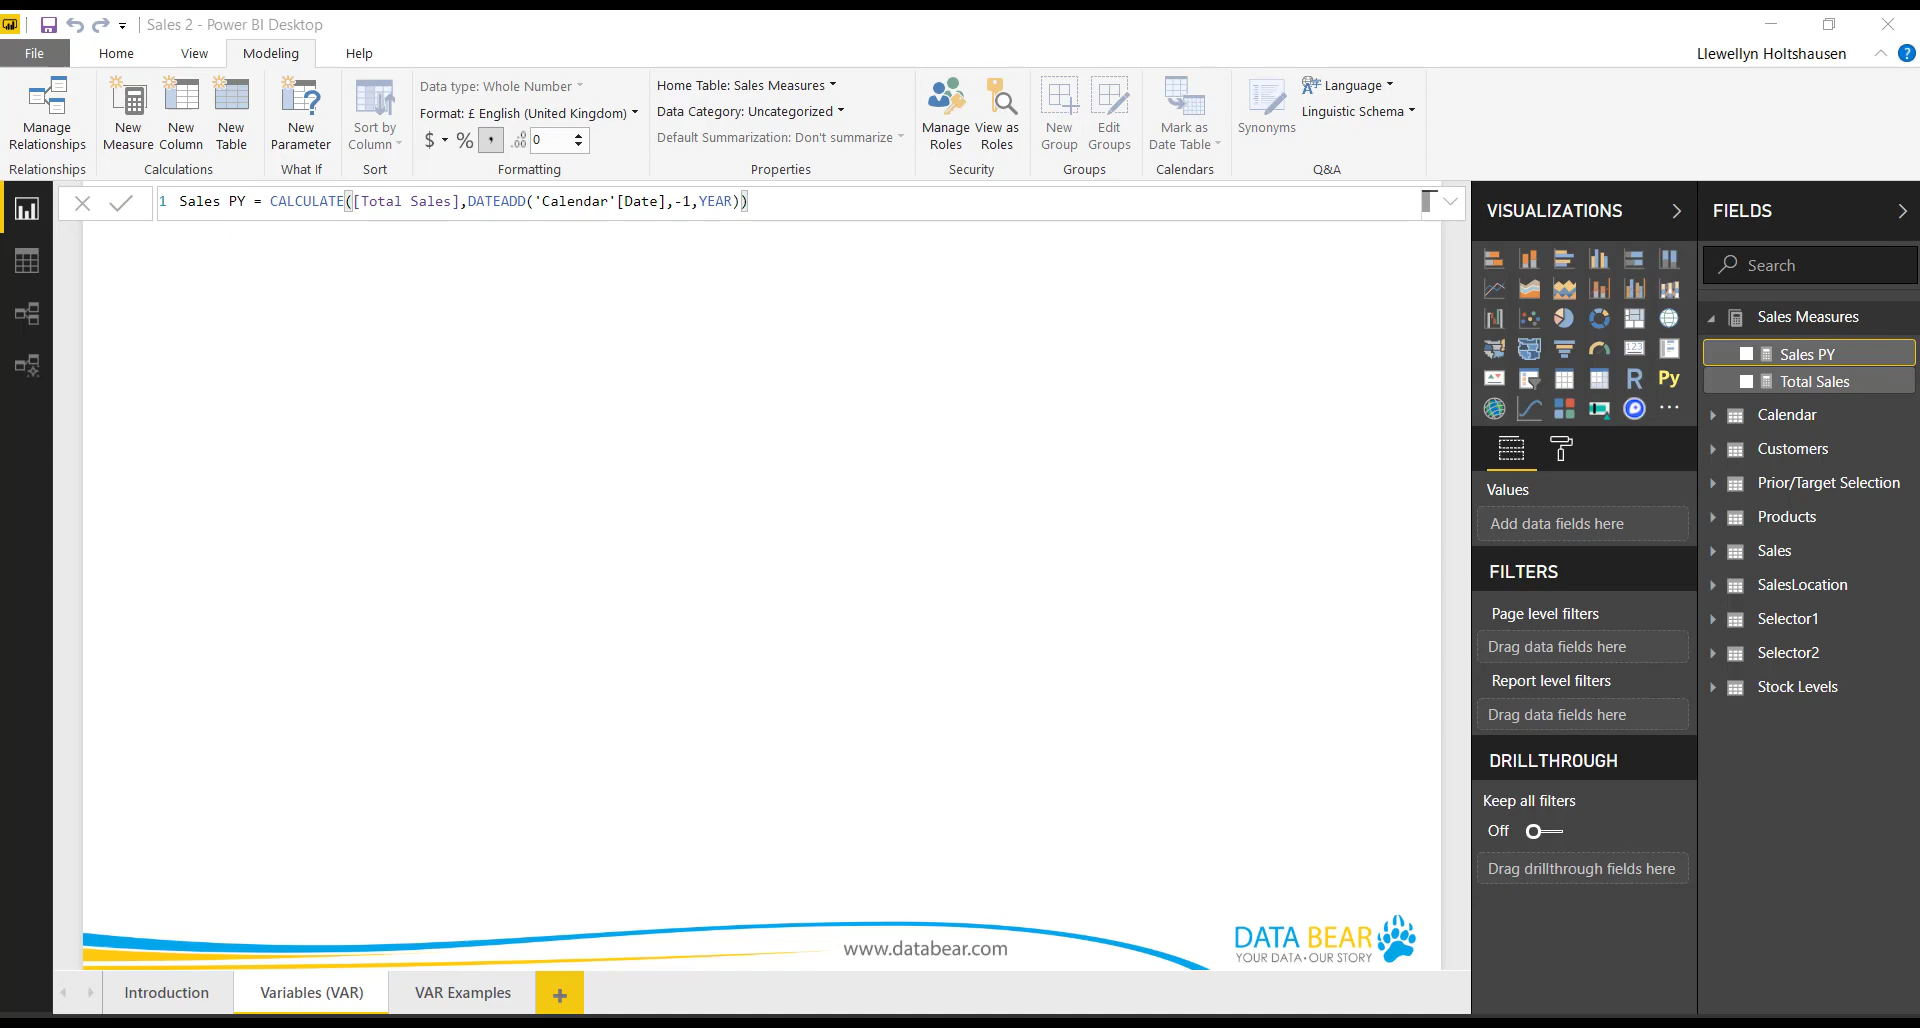 Sales 2 - Power BI Desktop
File Home View Modeling Help
Llewellyn Holtshausen
?
Manage Relationships
New Measure
New Column
New Table
New Parameter
Sort by Column
Data type: Whole Number
Format: £ English (United Kingdom)
$ % , .00 0
Home Table: Sales Measures
Data Category: Uncategorized
Default Summarization: Don't summarize
Manage Roles
View as Roles
New Group
Edit Groups
Mark as Date Table
Synonyms
Language
Linguistic Schema
Relationships Calculations What If Sort Formatting Properties Security Groups Calendars Q&A
1 Sales PY = CALCULATE([Total Sales],DATEADD('Calendar'[Date],-1,YEAR))
VISUALIZATIONS
123
R Py
Values
Add data fields here
FILTERS
Page level filters
Drag data fields here
Report level filters
Drag data fields here
DRILLTHROUGH
Keep all filters
Off
Drag drillthrough fields here
FIELDS
Search
Sales Measures
Sales PY
Total Sales
Calendar
Customers
Prior/Target Selection
Products
Sales
SalesLocation
Selector1
Selector2
Stock Levels
www.databear.com
DATA BEAR
YOUR DATA•OUR STORY
Introduction Variables (VAR) VAR Examples +